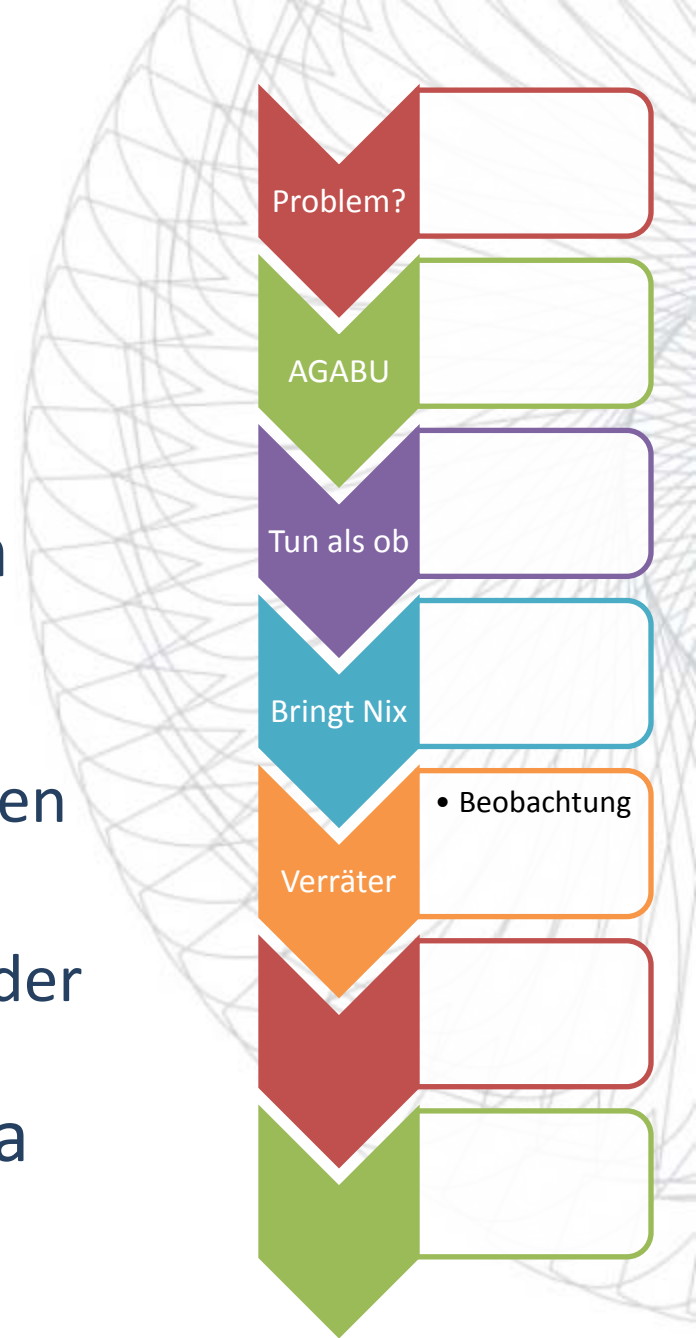 Problem?
AGABU
Tun als ob
Bringt Nix
• Beobachtung
Verräter
en
der
a